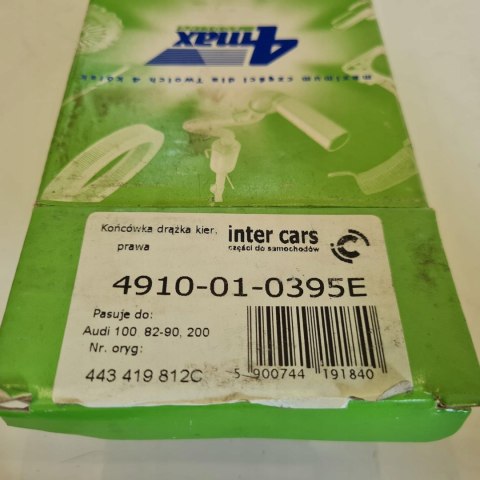 4max
maximum części dla Twoich 4 kółek
Końcówka drążka kier. prawa
inter cars
części do samochodów
4910-01-0395E
Pasuje do:
Audi 100 82-90, 200
Nr. oryg:
443 419 812C
5 900744 191840